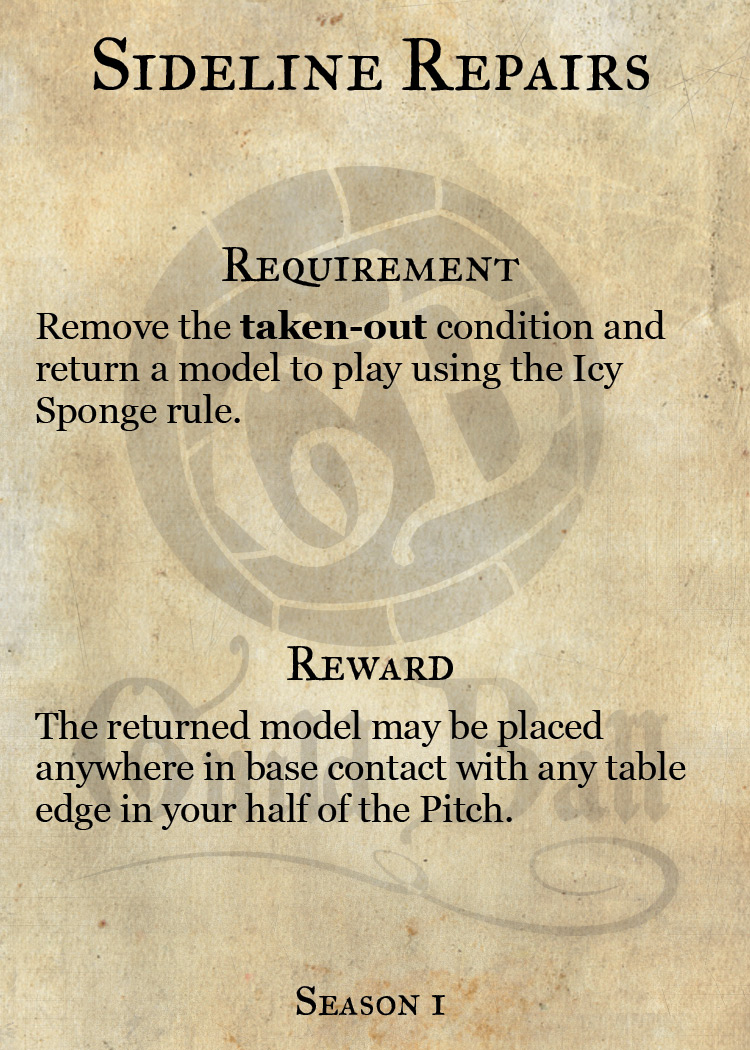 Sideline Repairs
Requirement
Remove the taken-out condition and
return a model to play using the Icy
Sponge rule.
Reward
The returned model may be placed
anywhere in base contact with any table
edge in your half of the Pitch.
Guild Ball
Season 1